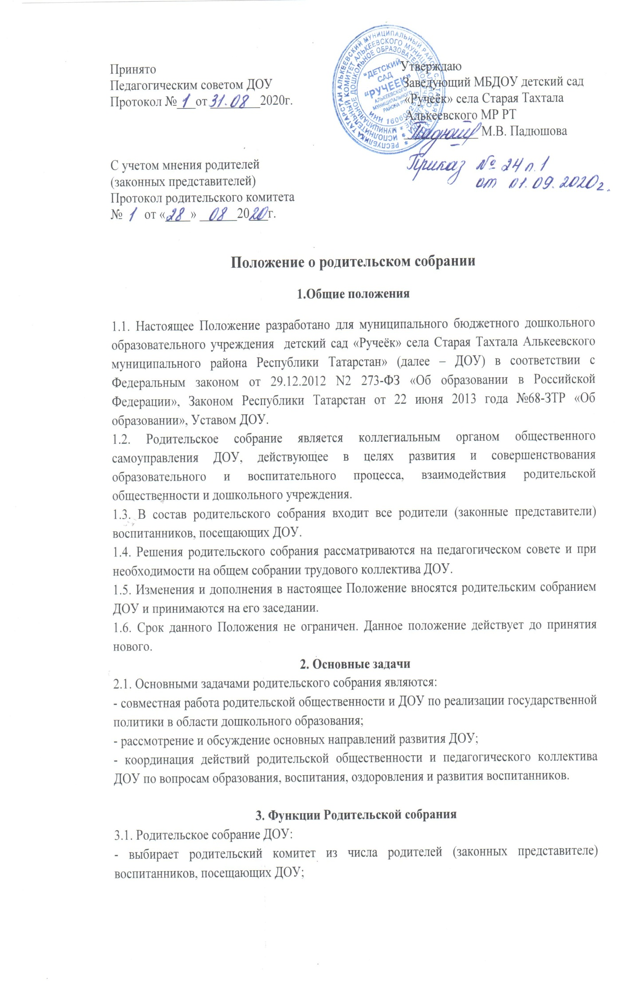 Принято
Педагогическим советом ДОУ
Протокол № 1 от 31.08 2020г.
С учетом мнения родителей
(законных представителей)
Протокол родительского комитета
№ 1 от «28» 08 2020г.
Утверждаю
Заведующий МБДОУ детский сад
«Ручеёк» села Старая Тахтала
Алькеевского МР РТ
М.В. Падюшова
Приказ № 24 п.1
от 01.09.2020г.
"ДЕТСКИЙ
САД
"РУЧЕЕК"
АЛЬКЕЕВСКОГО
МУНИЦИПАЛЬНОГО
РАЙОНА РТ
Положение о родительском собрании
1.Общие положения
1.1. Настоящее Положение разработано для муниципального бюджетного дошкольного
образовательного учреждения детский сад «Ручеёк» села Старая Тахтала Алькеевского
муниципального района Республики Татарстан» (далее – ДОУ) в соответствии с
Федеральным законом от 29.12.2012 N2 273-ФЗ «Об образовании в Российской
Федерации», Законом Республики Татарстан от 22 июня 2013 года №68-ЗТР «Об
образовании», Уставом ДОУ.
1.2. Родительское собрание является коллегиальным органом общественного
самоуправления ДОУ, действующее в целях развития и совершенствования
образовательного и воспитательного процесса, взаимодействия родительской
общественности и дошкольного учреждения.
1.3. В состав родительского собрания входит все родители (законные представители)
воспитанников, посещающих ДОУ.
1.4. Решения родительского собрания рассматриваются на педагогическом совете и при
необходимости на общем собрании трудового коллектива ДОУ.
1.5. Изменения и дополнения в настоящее Положение вносятся родительским собранием
ДОУ и принимаются на его заседании.
1.6. Срок данного Положения не ограничен. Данное положение действует до принятия
нового.
2. Основные задачи
2.1. Основными задачами родительского собрания являются:
- совместная работа родительской общественности и ДОУ по реализации государственной
политики в области дошкольного образования;
- рассмотрение и обсуждение основных направлений развития ДОУ;
- координация действий родительской общественности и педагогического коллектива
ДОУ по вопросам образования, воспитания, оздоровления и развития воспитанников.
3. Функции Родительской собрания
3.1. Родительское собрание ДОУ:
- выбирает родительский комитет из числа родителей (законных представителе)
воспитанников, посещающих ДОУ;